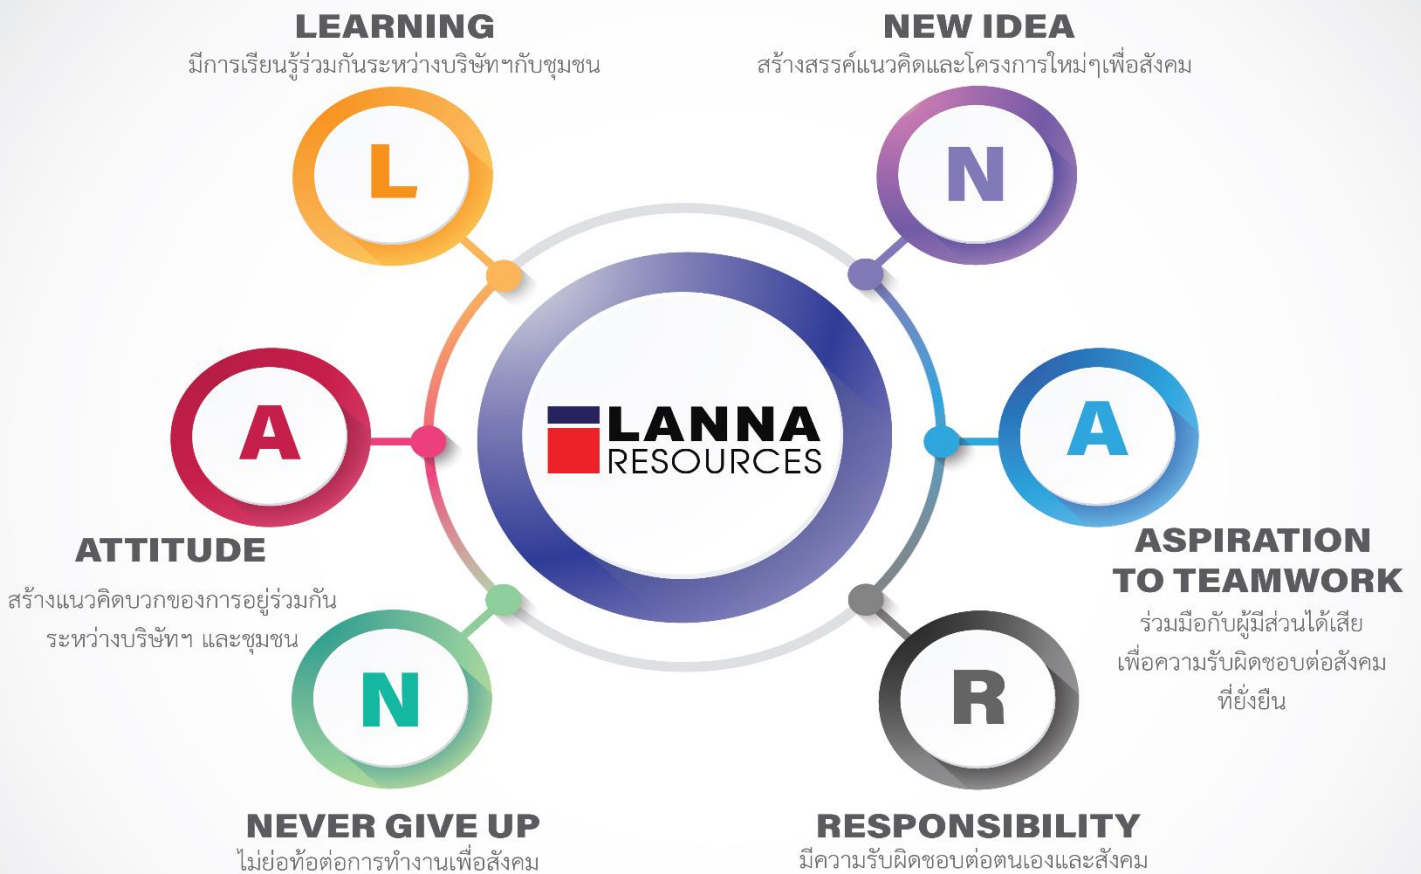 LEARNING
มีการเรียนรู้ร่วมกันระหว่างบริษัทฯกับชุมชน
L
A
ATTITUDE
สร้างแนวคิดบวกของการอยู่ร่วมกัน
ระหว่างบริษัทฯ และชุมชน
N
NEVER GIVE UP
ไม่ย่อท้อต่อการทำงานเพื่อสังคม
LANNA
RESOURCES
NEW IDEA
สร้างสรรค์แนวคิดและโครงการใหม่ๆเพื่อสังคม
N
A
ASPIRATION
TO TEAMWORK
ร่วมมือกับผู้มีส่วนได้เสีย
เพื่อความรับผิดชอบต่อสังคม
ที่ยั่งยืน
R
RESPONSIBILITY
มีความรับผิดชอบต่อตนเองและสังคม